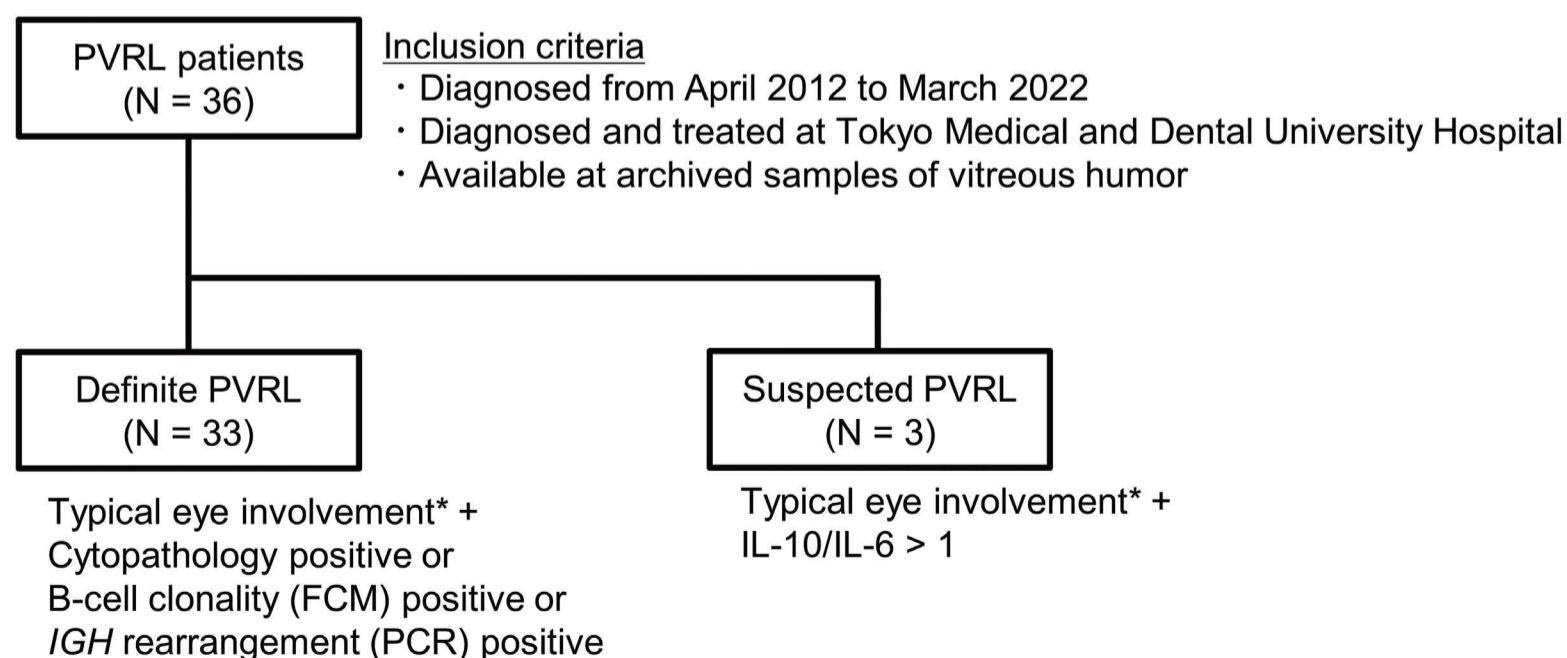 PVRL patients
(N = 36)
Inclusion criteria
・Diagnosed from April 2012 to March 2022
・Diagnosed and treated at Tokyo Medical and Dental University Hospital
・Available at archived samples of vitreous humor
Definite PVRL
(N = 33)
Typical eye involvement* +
Cytopathology positive or
B-cell clonality (FCM) positive or
IGH rearrangement (PCR) positive
Suspected PVRL
(N = 3)
Typical eye involvement* +
IL-10/IL-6 > 1